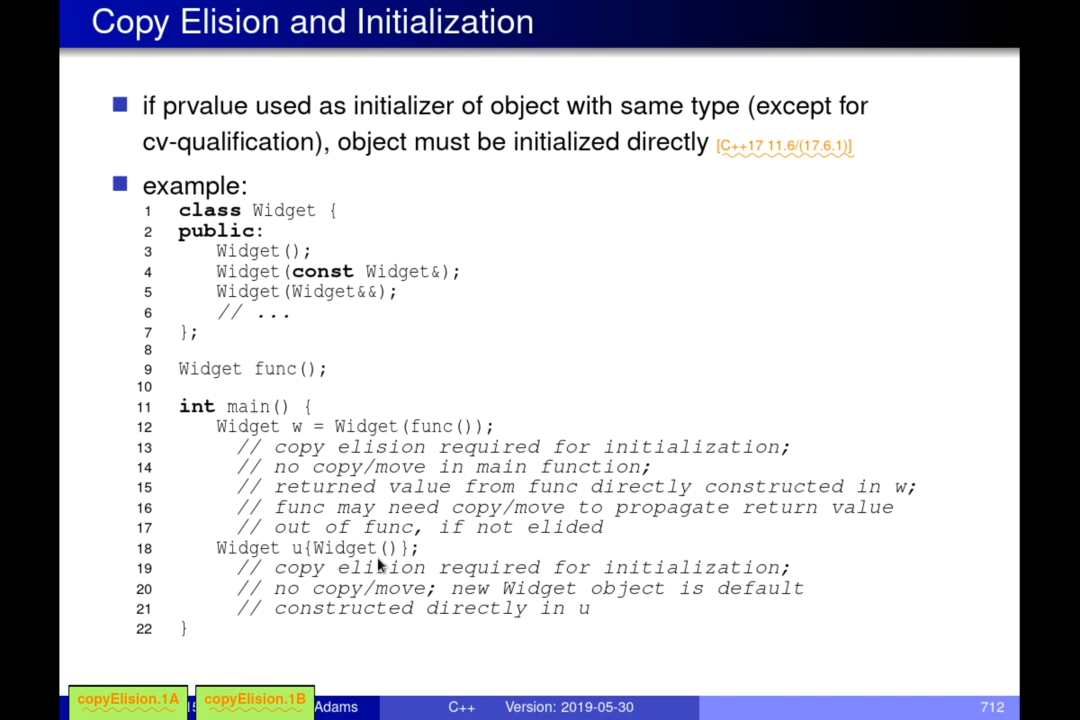 Copy Elision and Initialization
if prvalue used as initializer of object with same type (except for
cv-qualification), object must be initialized directly [C++17 11.6/(17.6.1)]
example:
1 class Widget {
2 public:
3 Widget();
4 Widget(const Widget&);
5 Widget(Widget&&);
6 // ...
7 };
8
9 Widget func();
10
11 int main() {
12 Widget w = Widget(func());
13 // copy elision required for initialization;
14 // no copy/move in main function;
15 // returned value from func directly constructed in w;
16 // func may need copy/move to propagate return value
17 // out of func, if not elided
18 Widget u{Widget()};
19 // copy elision required for initialization;
20 // no copy/move; new Widget object is default
21 // constructed directly in u
22 }
copyElision.1A copyElision.1B Adams C++ Version: 2019-05-30 712